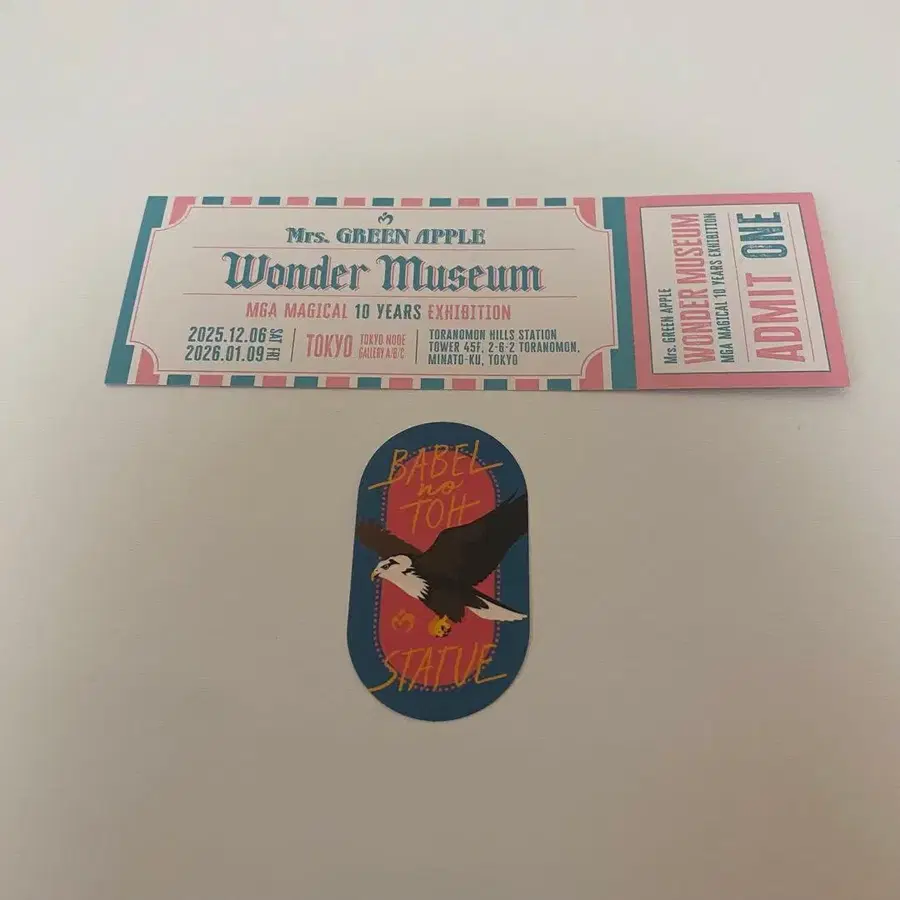 Mrs. GREEN APPLE
Wonder Museum
MGA MAGICAL 10 YEARS EXHIBITION
2025.12.06 SAT
2026.01.09 FRI
TOKYO
TOKYO NODE
GALLERY A/B/C
TORANOMON HILLS STATION
TOWER 45F, 2-6-2 TORANOMON,
MINATO-KU, TOKYO
Mrs. GREEN APPLE
WONDER MUSEUM
MGA MAGICAL 10 YEARS EXHIBITION
ADMIT ONE
BABEL
no
TOH
STATUE